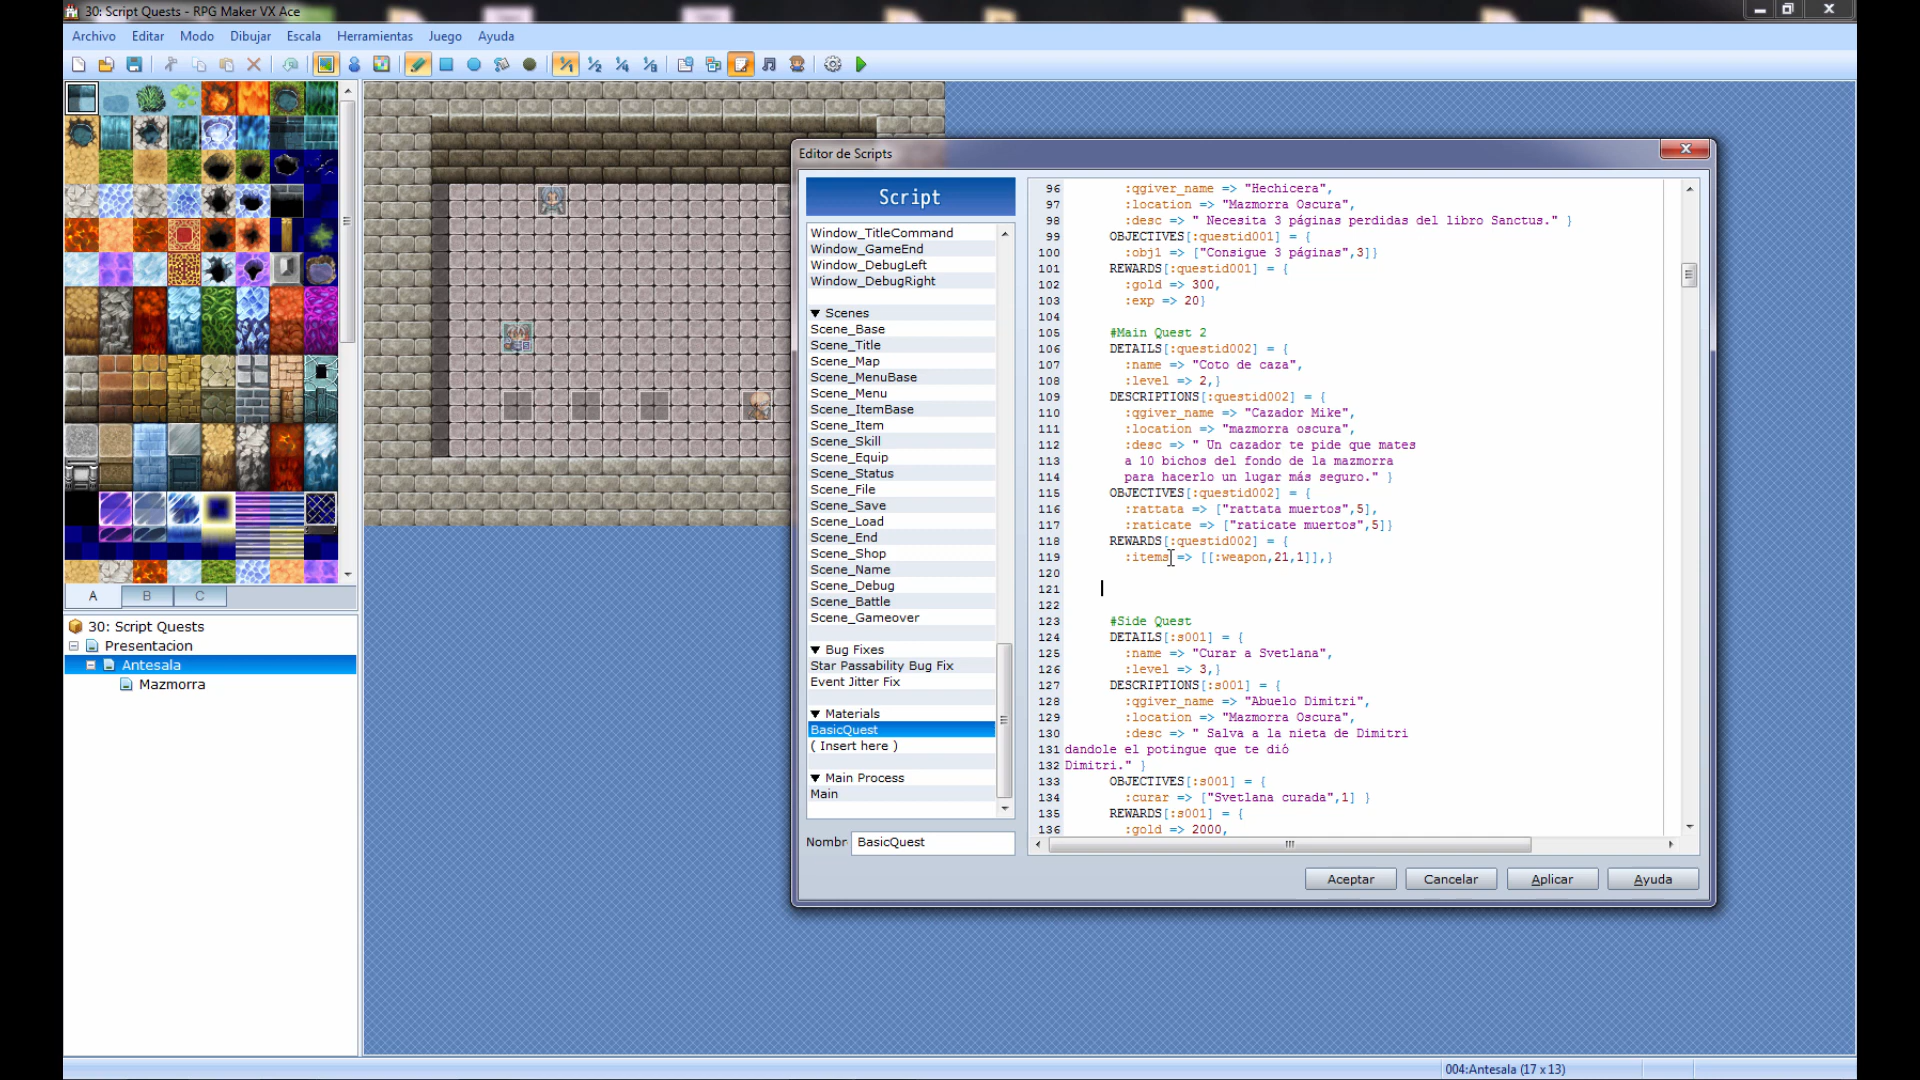 30: Script Quests - RPG Maker VX Ace
Archivo Editar Modo Dibujar Escala Herramientas Juego Ayuda
Editor de Scripts
Script
Window_TitleCommand
Window_GameEnd
Window_DebugLeft
Window_DebugRight
▼ Scenes
Scene_Base
Scene_Title
Scene_Map
Scene_MenuBase
Scene_Menu
Scene_ItemBase
Scene_Item
Scene_Skill
Scene_Equip
Scene_Status
Scene_File
Scene_Save
Scene_Load
Scene_End
Scene_Shop
Scene_Name
Scene_Debug
Scene_Battle
Scene_Gameover
▼ Bug Fixes
Star Passability Bug Fix
Event Jitter Fix
▼ Materials
BasicQuest
( Insert here )
▼ Main Process
Main
Nombr BasicQuest
96 :qgiver_name => "Hechicera",
97 :location => "Mazmorra Oscura",
98 :desc => " Necesita 3 páginas perdidas del libro Sanctus." }
99 OBJECTIVES[:questid001] = {
100 :obj1 => ["Consigue 3 páginas",3]}
101 REWARDS[:questid001] = {
102 :gold => 300,
103 :exp => 20}
104
105 #Main Quest 2
106 DETAILS[:questid002] = {
107 :name => "Coto de caza",
108 :level => 2,}
109 DESCRIPTIONS[:questid002] = {
110 :qgiver_name => "Cazador Mike",
111 :location => "mazmorra oscura",
112 :desc => " Un cazador te pide que mates
113 a 10 bichos del fondo de la mazmorra
114 para hacerlo un lugar más seguro." }
115 OBJECTIVES[:questid002] = {
116 :rattata => ["rattata muertos",5],
117 :raticate => ["raticate muertos",5]}
118 REWARDS[:questid002] = {
119 :items => [[:weapon,21,1]],}
120
121
122
123 #Side Quest
124 DETAILS[:s001] = {
125 :name => "Curar a Svetlana",
126 :level => 3,}
127 DESCRIPTIONS[:s001] = {
128 :qgiver_name => "Abuelo Dimitri",
129 :location => "Mazmorra Oscura",
130 :desc => " Salva a la nieta de Dimitri
131 dandole el potingue que te dió
132 Dimitri." }
133 OBJECTIVES[:s001] = {
134 :curar => ["Svetlana curada",1] }
135 REWARDS[:s001] = {
136 :gold => 2000,
Aceptar Cancelar Aplicar Ayuda
A B C
30: Script Quests
Presentacion
Antesala
Mazmorra
004:Antesala (17 x 13)